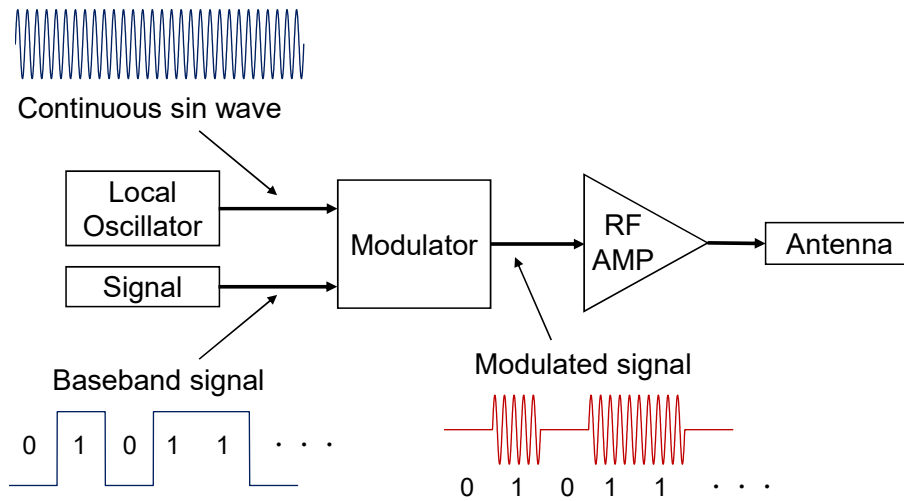 Continuous sin wave
Local
Oscillator
Signal
Modulator
RF
AMP
Antenna
Baseband signal
0 1 0 1 1 · · ·
Modulated signal
0 1 0 1 1 · · ·